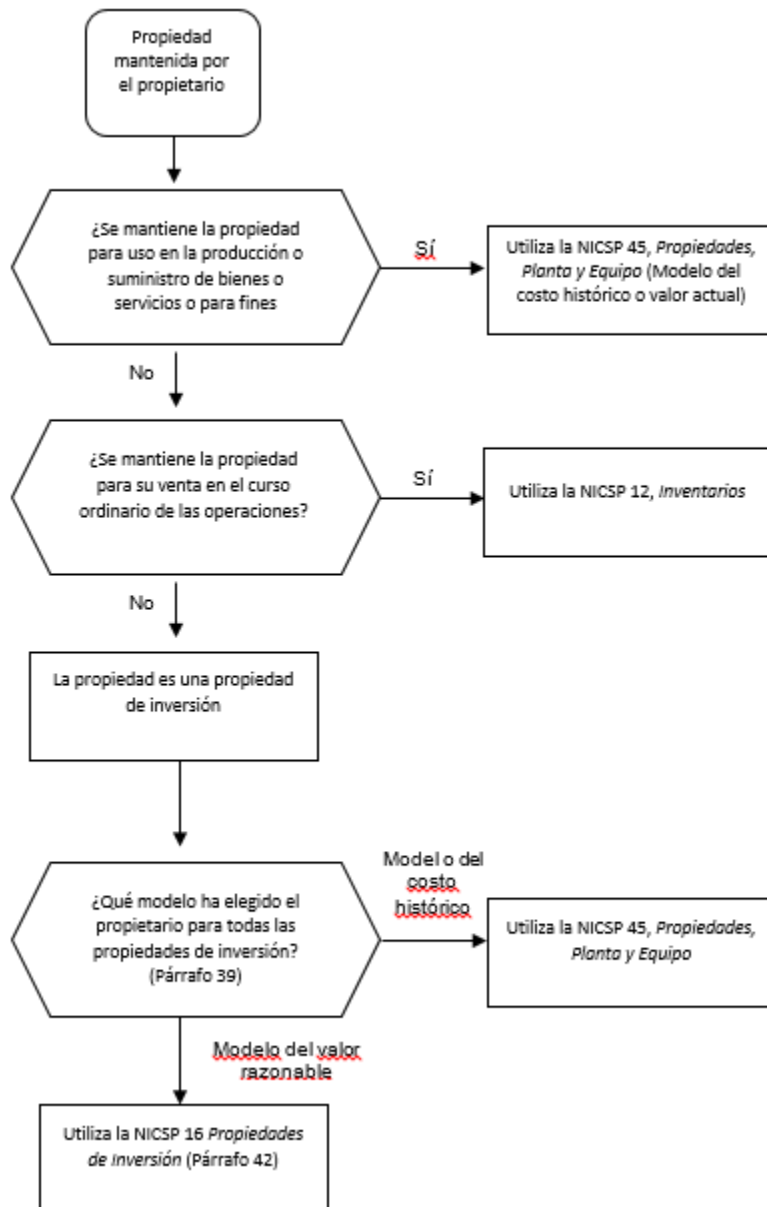 Propiedad
mantenida por
el propietario
¿Se mantiene la propiedad
para uso en la producción o
suministro de bienes o
servicios o para fines
Sí
Utiliza la NICSP 45, Propiedades,
Planta y Equipo (Modelo del
costo histórico o valor actual)
No
¿Se mantiene la propiedad
para su venta en el curso
ordinario de las operaciones?
Sí
Utiliza la NICSP 12, Inventarios
No
La propiedad es una propiedad
de inversión
¿Qué modelo ha elegido el
propietario para todas las
propiedades de inversión?
(Párrafo 39)
Model o del
costo
histórico
Utiliza la NICSP 45, Propiedades,
Planta y Equipo
Modelo del valor
razonable
Utiliza la NICSP 16 Propiedades
de Inversión (Párrafo 42)